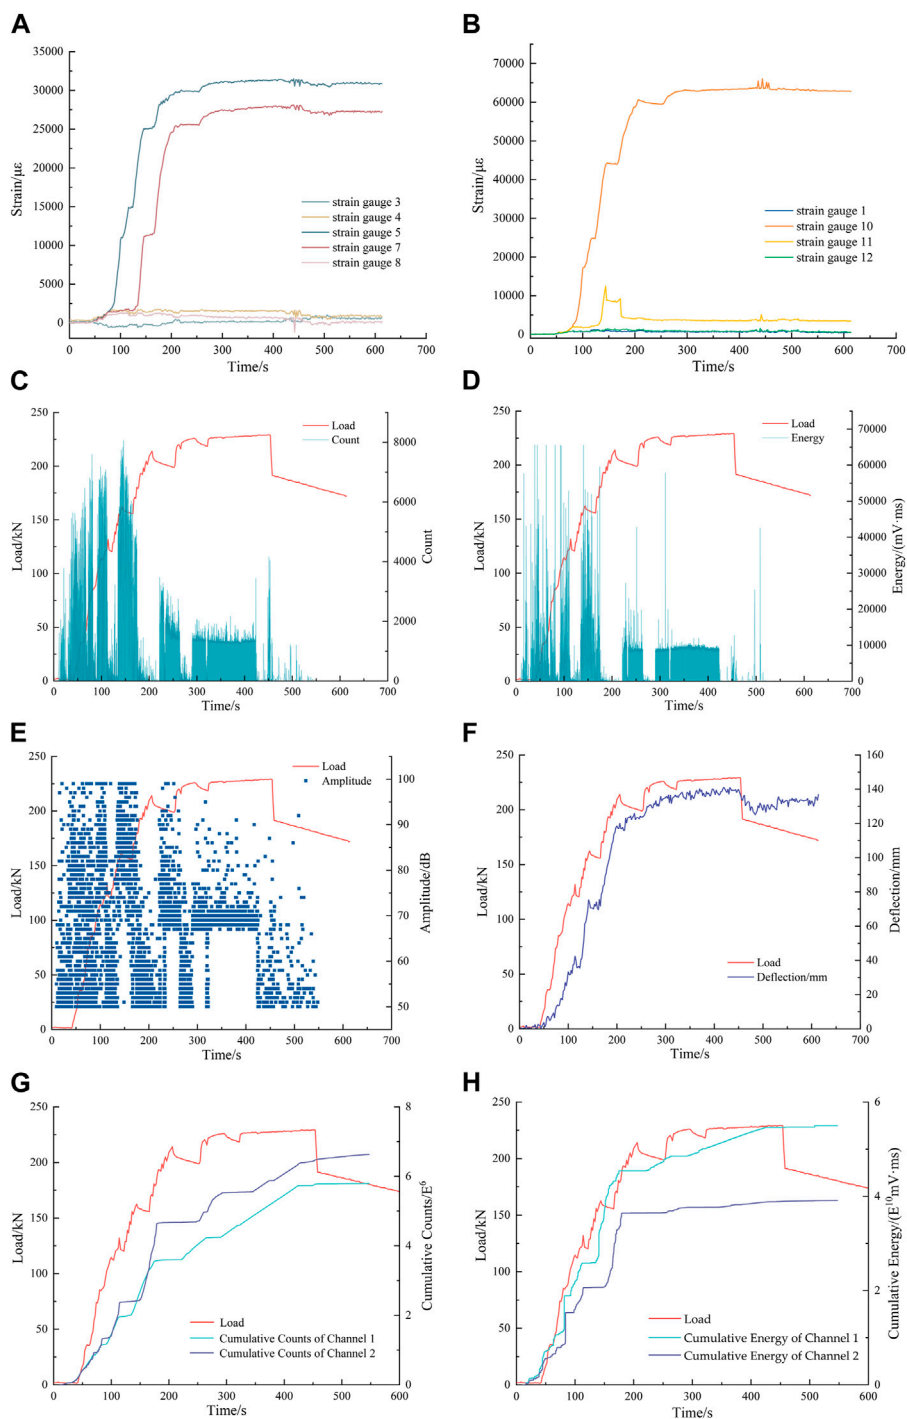 A
35000
30000
25000
20000
15000
10000
5000
0
Strain/με
strain gauge 3
strain gauge 4
strain gauge 5
strain gauge 7
strain gauge 8
0 100 200 300 400 500 600 700
Time/s
B
70000
60000
50000
40000
30000
20000
10000
0
Strain/με
strain gauge 1
strain gauge 10
strain gauge 11
strain gauge 12
0 100 200 300 400 500 600 700
Time/s
C
250
200
150
100
50
0
Load/kN
Load
Count
8000
6000
4000
2000
0
Count
0 100 200 300 400 500 600 700
Time/s
D
250
200
150
100
50
0
Load/kN
Load
Energy
70000
60000
50000
40000
30000
20000
10000
0
Energy/(mV·ms)
0 100 200 300 400 500 600 700
Time/s
E
250
200
150
100
50
0
Load/kN
Load
Amplitude
100
90
80
70
60
50
Amplitude/dB
0 100 200 300 400 500 600 700
Time/s
F
250
200
150
100
50
0
Load/kN
Load
Deflection/mm
160
140
120
100
80
60
40
20
0
Deflection/mm
0 100 200 300 400 500 600 700
Time/s
G
250
200
150
100
50
0
Load/kN
Load
Cumulative Counts of Channel 1
Cumulative Counts of Channel 2
8
6
4
2
0
Cumulative Counts/E⁶
0 100 200 300 400 500 600
Time/s
H
250
200
150
100
50
0
Load/kN
Load
Cumulative Energy of Channel 1
Cumulative Energy of Channel 2
6
4
2
0
Cumulative Energy/(E¹⁰mV·ms)
0 100 200 300 400 500 600
Time/s